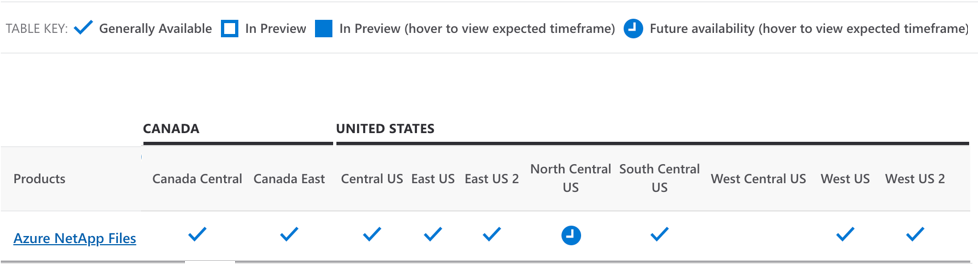 TABLE KEY: Generally Available In Preview In Preview (hover to view expected timeframe) Future availability (hover to view expected timeframe)
CANADA UNITED STATES
Products Canada Central Canada East Central US East US East US 2 North Central US South Central US West Central US West US West US 2
Azure NetApp Files